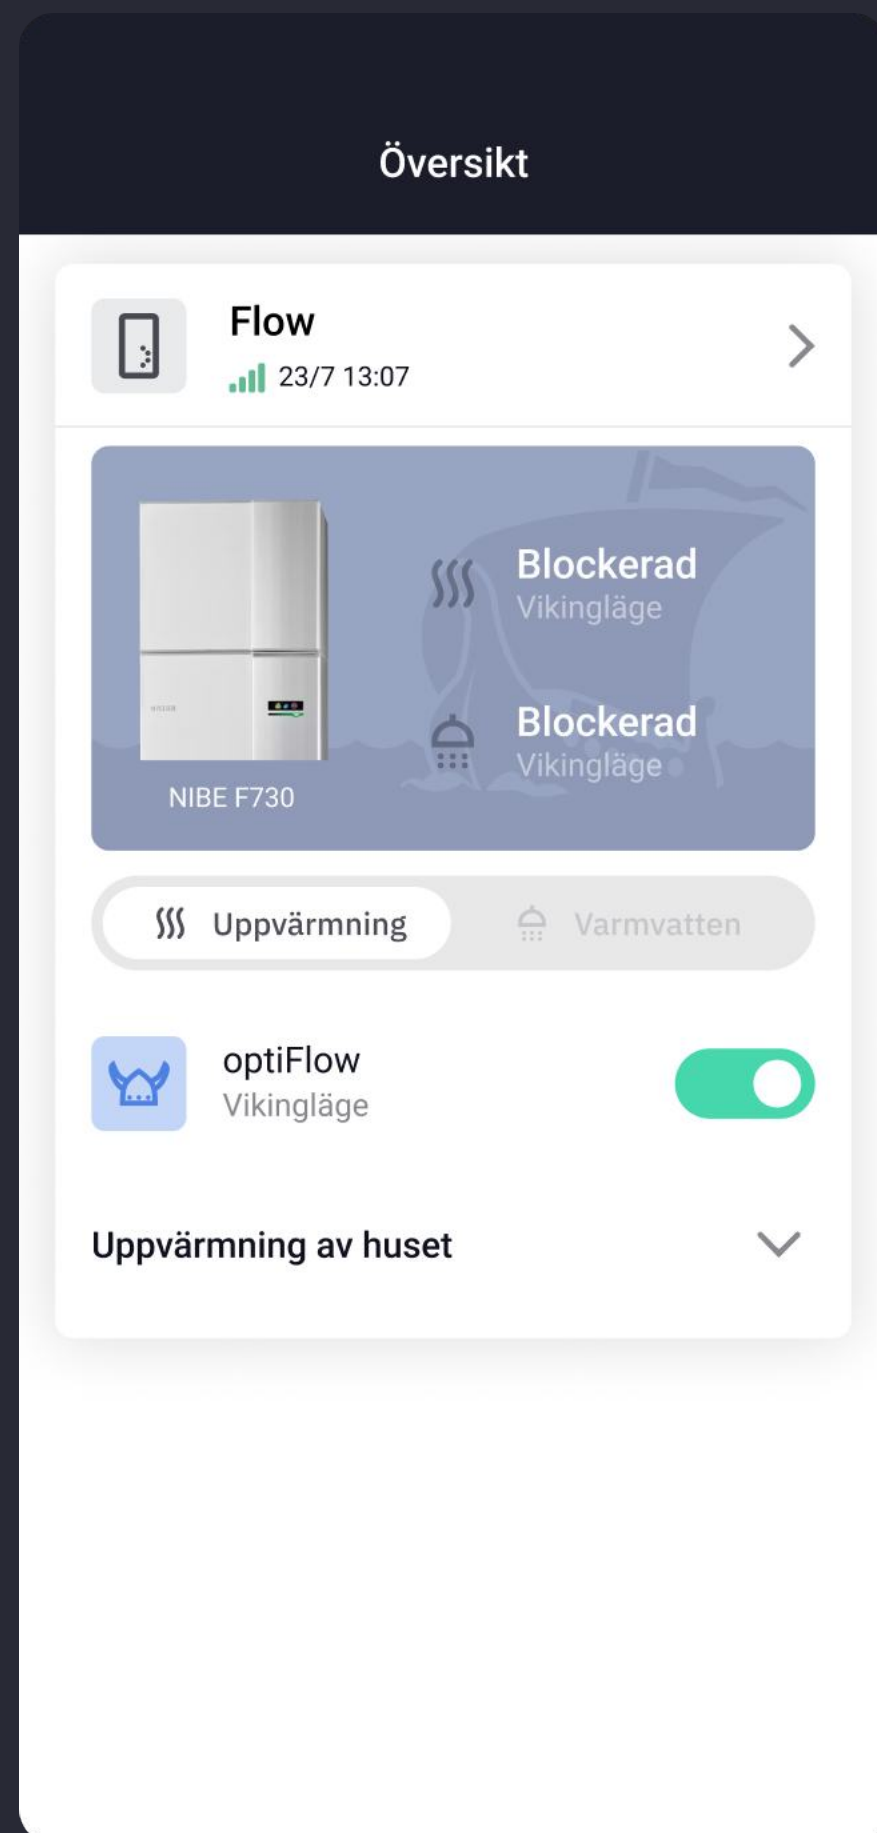 Översikt
Flow
23/7 13:07
Blockerad
Vikingläge
Blockerad
Vikingläge
NIBE F730
Uppvärmning
Varmvatten
optiFlow
Vikingläge
Uppvärmning av huset